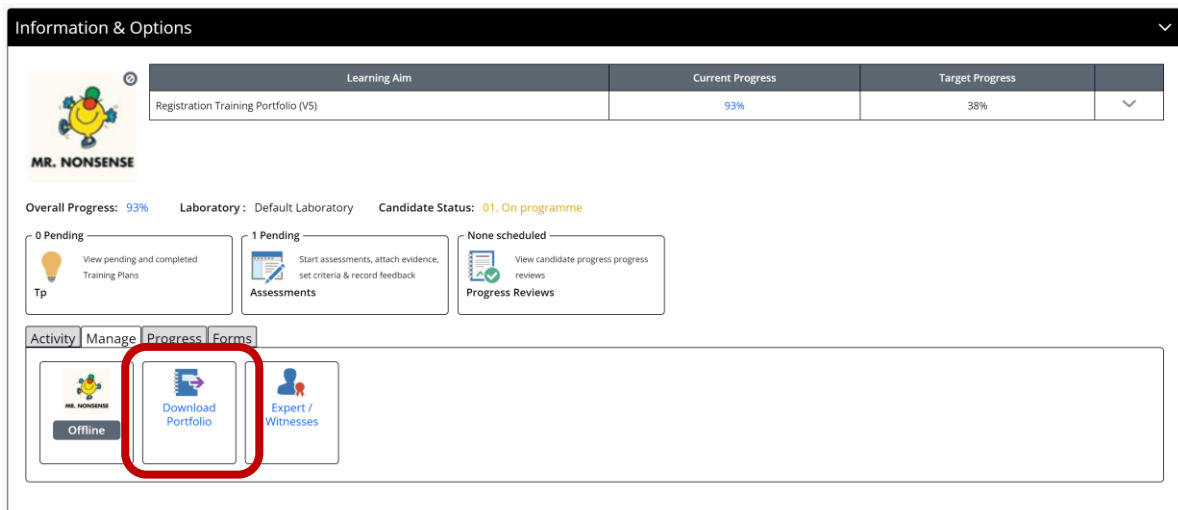 Information & Options
Learning Aim Current Progress Target Progress
Registration Training Portfolio (V5) 93% 38%
MR. NONSENSE
Overall Progress: 93% Laboratory : Default Laboratory Candidate Status: 01. On programme
0 Pending
View pending and completed
Training Plans
Tp
1 Pending
Start assessments, attach evidence,
set criteria & record feedback
Assessments
None scheduled
View candidate progress progress
reviews
Progress Reviews
Activity Manage Progress Forms
MR. NONSENSE
Offline
Download
Portfolio
Expert /
Witnesses